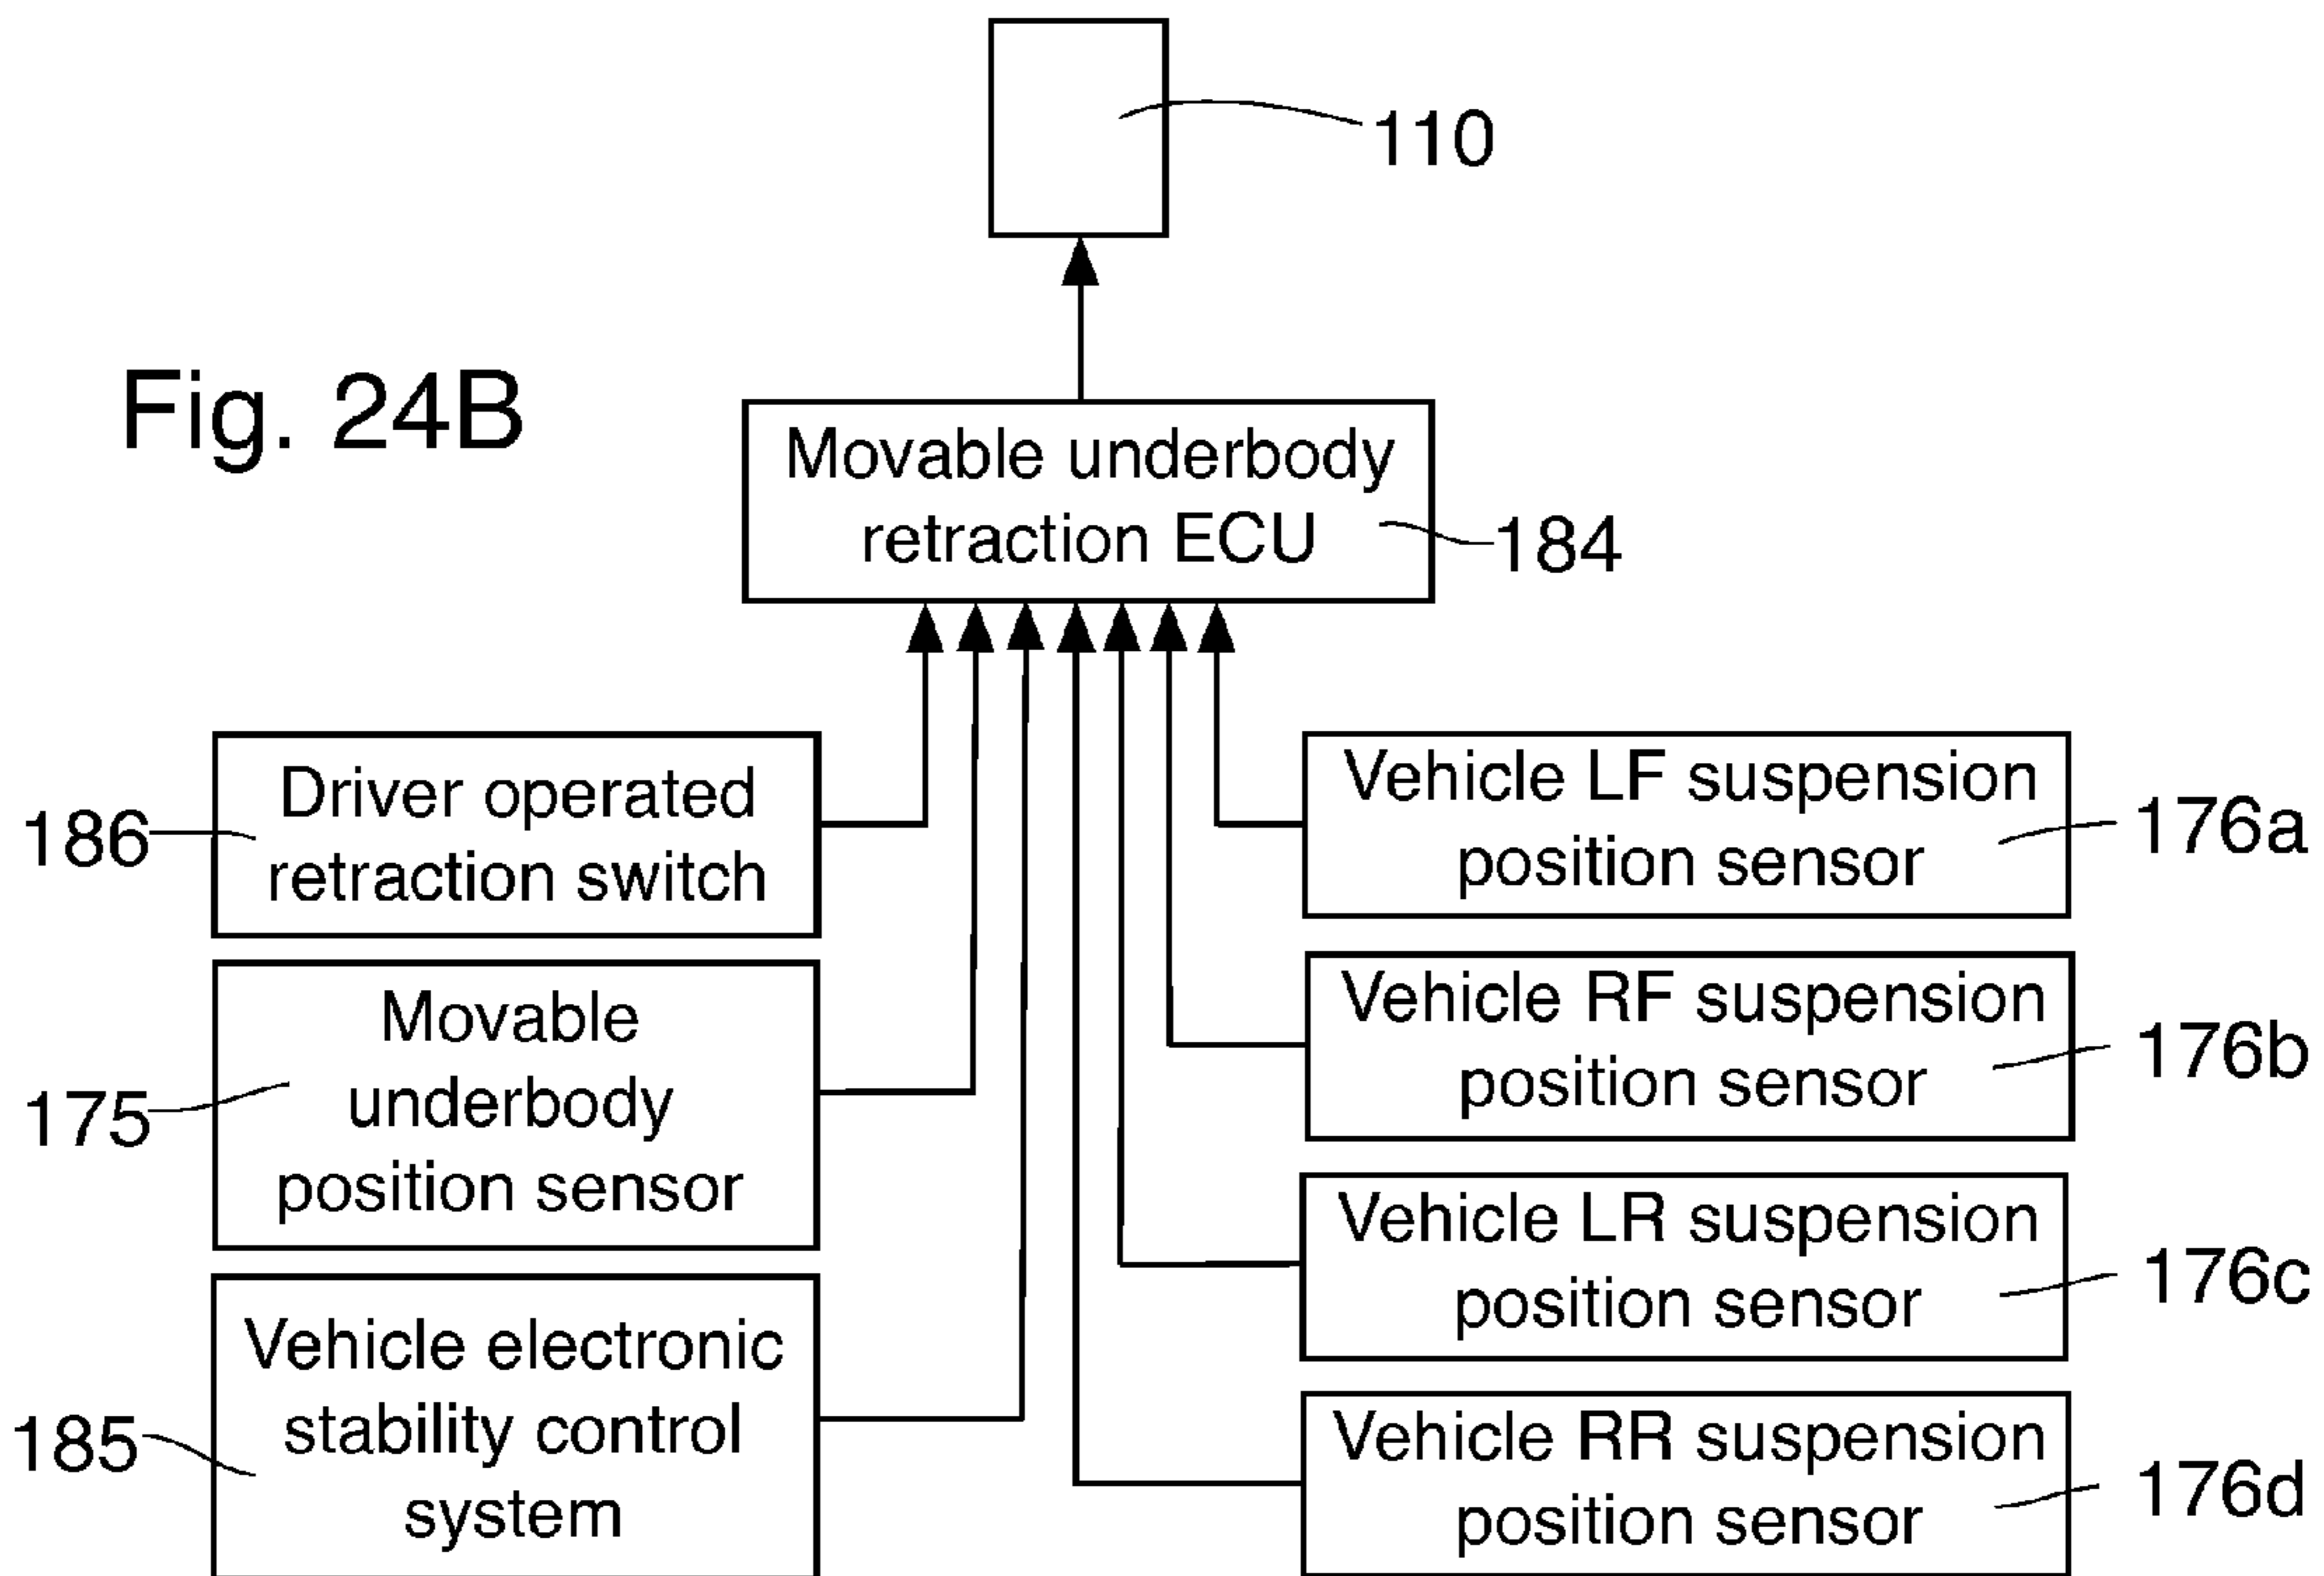 110
Fig. 24B
Movable underbody
retraction ECU
184
Driver operated
retraction switch
186
Movable
underbody
position sensor
175
Vehicle electronic
stability control
system
185
Vehicle LF suspension
position sensor
176a
Vehicle RF suspension
position sensor
176b
Vehicle LR suspension
position sensor
176c
Vehicle RR suspension
position sensor
176d